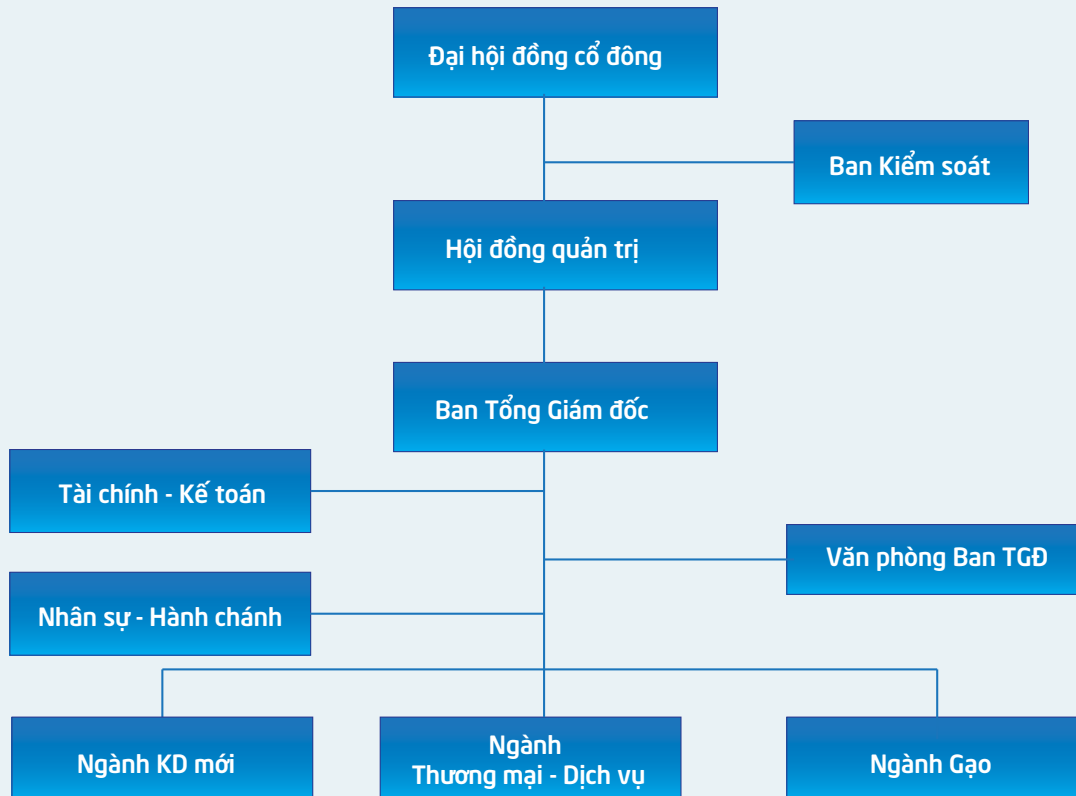 Đại hội đồng cổ đông
Ban Kiểm soát
Hội đồng quản trị
Ban Tổng Giám đốc
Tài chính - Kế toán
Văn phòng Ban TGĐ
Nhân sự - Hành chánh
Ngành KD mới
Ngành
Thương mại - Dịch vụ
Ngành Gạo